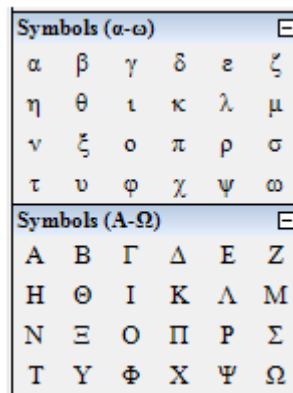 Symbols (α-ω)
α β γ δ ε ζ
η θ ι κ λ μ
ν ξ ο π ρ σ
τ υ φ χ ψ ω
Symbols (Α-Ω)
Α Β Γ Δ Ε Ζ
Η Θ Ι Κ Λ Μ
Ν Ξ Ο Π Ρ Σ
Τ Υ Φ Χ Ψ Ω